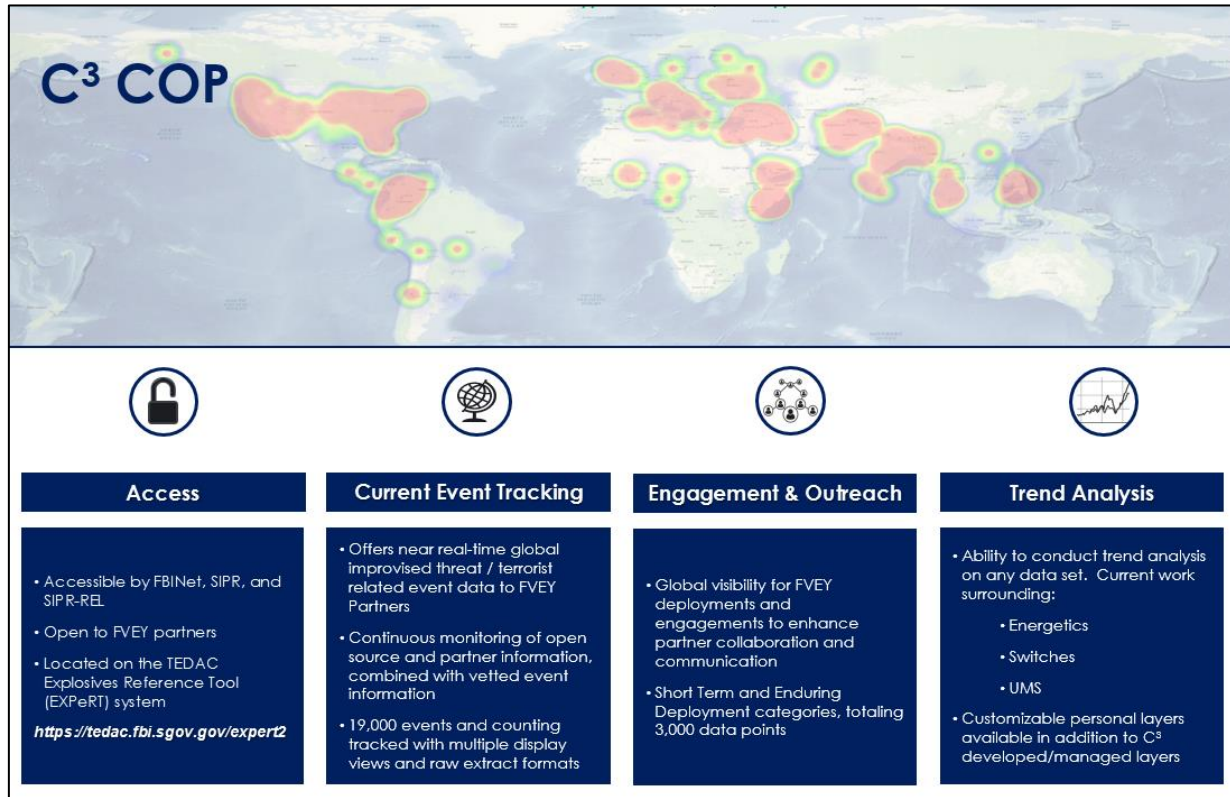 C³ COP
Access
Current Event Tracking
Engagement & Outreach
Trend Analysis
• Accessible by FBINet, SIPR, and
SIPR-REL
• Open to FVEY partners
• Located on the TEDAC
Explosives Reference Tool
(EXPeRT) system
https://tedac.fbi.sgov.gov/expert2
• Offers near real-time global
improvised threat / terrorist
related event data to FVEY
Partners
• Continuous monitoring of open
source and partner information,
combined with vetted event
information
• 19,000 events and counting
tracked with multiple display
views and raw extract formats
• Global visibility for FVEY
deployments and
engagements to enhance
partner collaboration and
communication
• Short Term and Enduring
Deployment categories, totaling
3,000 data points
• Ability to conduct trend analysis
on any data set. Current work
surrounding:
• Energetics
• Switches
• UMS
• Customizable personal layers
available in addition to C³
developed/managed layers